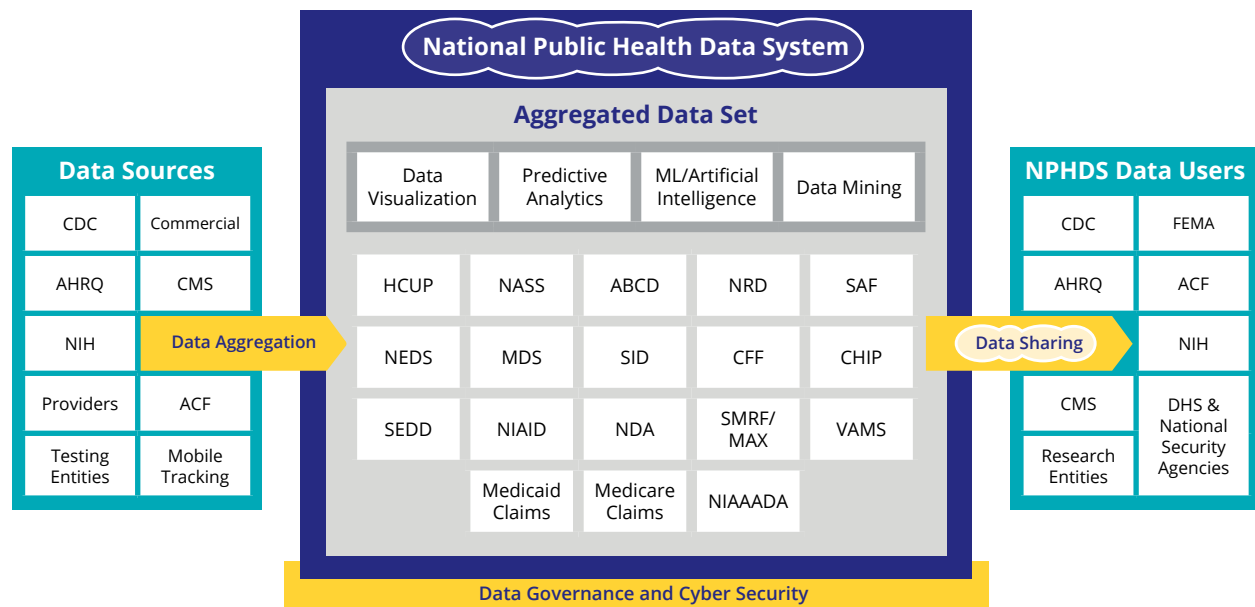 National Public Health Data System
Aggregated Data Set
Data
Visualization
Predictive
Analytics
ML/Artificial
Intelligence
Data Mining
HCUP
NASS
ABCD
NRD
SAF
NEDS
MDS
SID
CFF
CHIP
SEDD
NIAID
NDA
SMRF/
MAX
VAMS
Medicaid
Claims
Medicare
Claims
NIAAADA
Data Sources
CDC
Commercial
AHRQ
CMS
NIH
Data Aggregation
Providers
ACF
Testing
Entities
Mobile
Tracking
Data Sharing
NPHDS Data Users
CDC
FEMA
AHRQ
ACF
NIH
CMS
DHS &
National
Security
Agencies
Research
Entities
Data Governance and Cyber Security